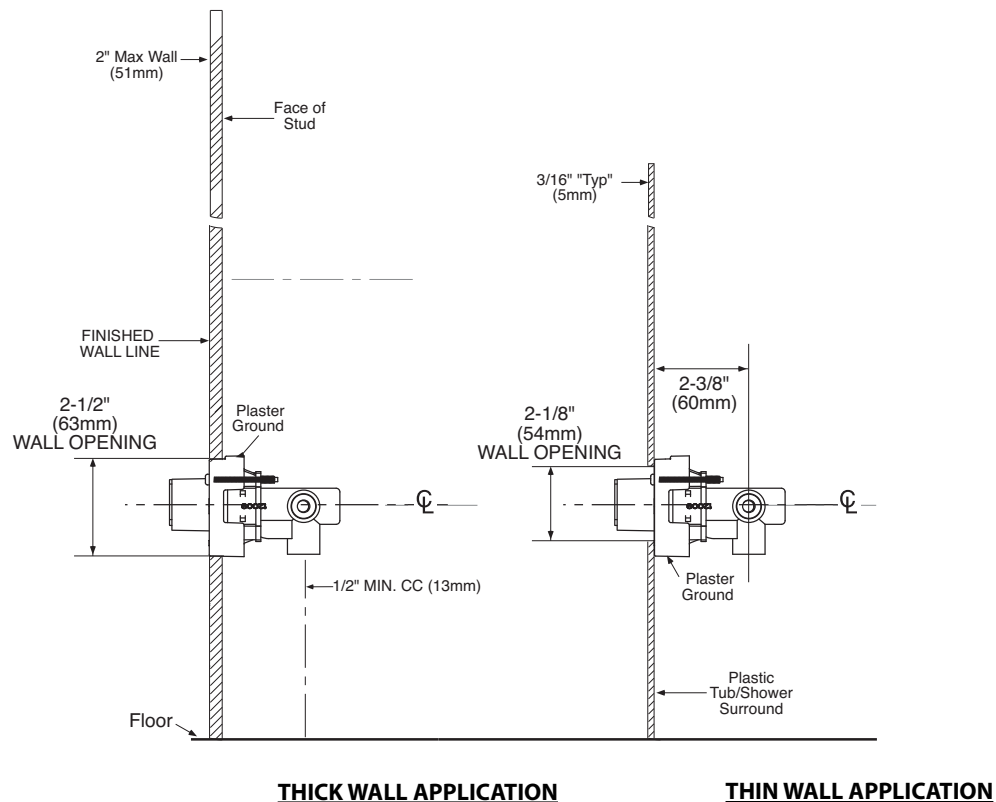 2" Max Wall
(51mm)
Face of
Stud
FINISHED
WALL LINE
2-1/2"
(63mm)
WALL OPENING
Plaster
Ground
℄
1/2" MIN. CC (13mm)
Floor
THICK WALL APPLICATION
3/16" "Typ"
(5mm)
2-3/8"
(60mm)
2-1/8"
(54mm)
WALL OPENING
℄
Plaster
Ground
Plastic
Tub/Shower
Surround
THIN WALL APPLICATION